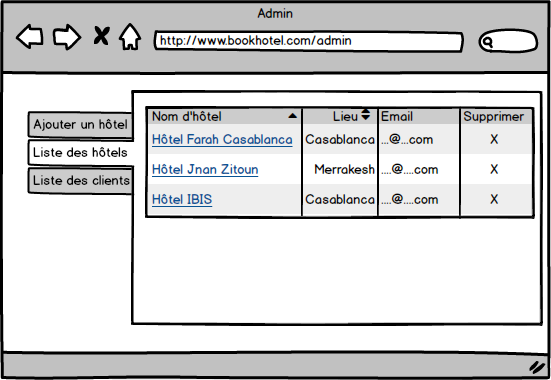 Admin
http://www.bookhotel.com/admin
Ajouter un hôtel
Liste des hôtels
Liste des clients
Nom d'hôtel Lieu Email Supprimer
Hôtel Farah Casablanca Casablanca ...@...com X
Hôtel Jnan Zitoun Merrakesh ....@....com X
Hôtel IBIS Casablanca ....@....com X